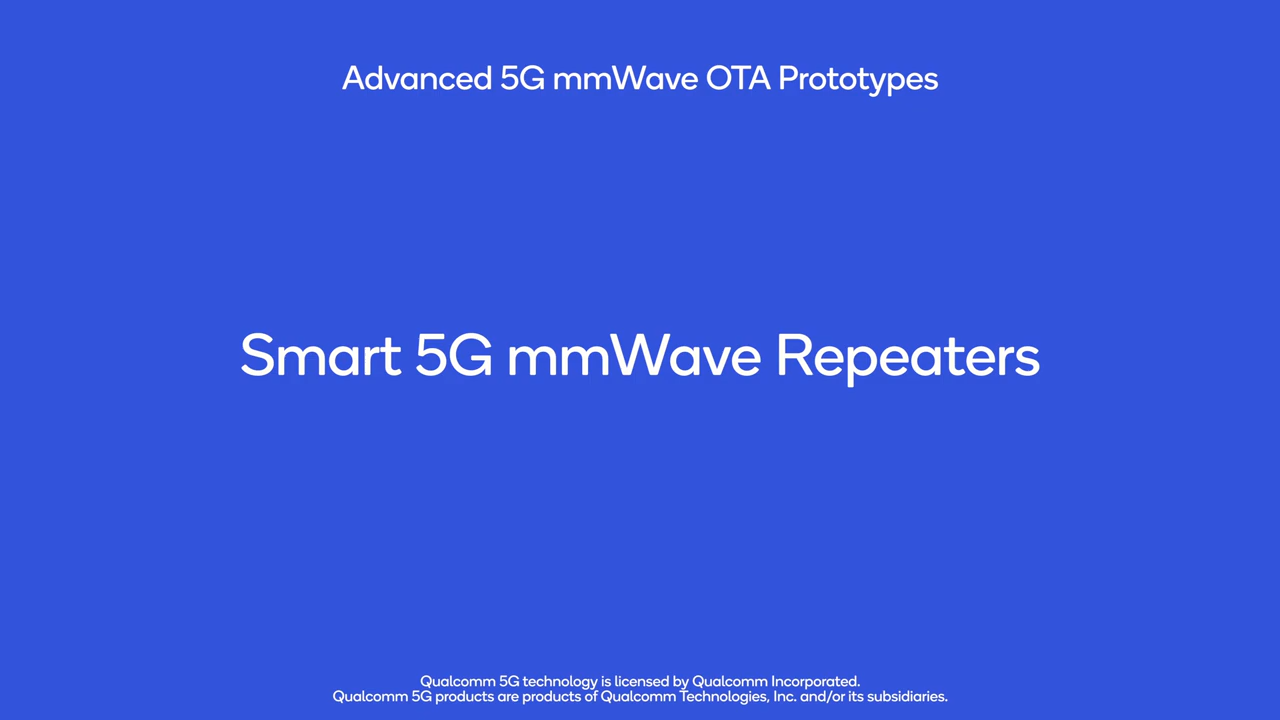 Advanced 5G mmWave OTA Prototypes
Smart 5G mmWave Repeaters
Qualcomm 5G technology is licensed by Qualcomm Incorporated.
Qualcomm 5G products are products of Qualcomm Technologies, Inc. and/or its subsidiaries.